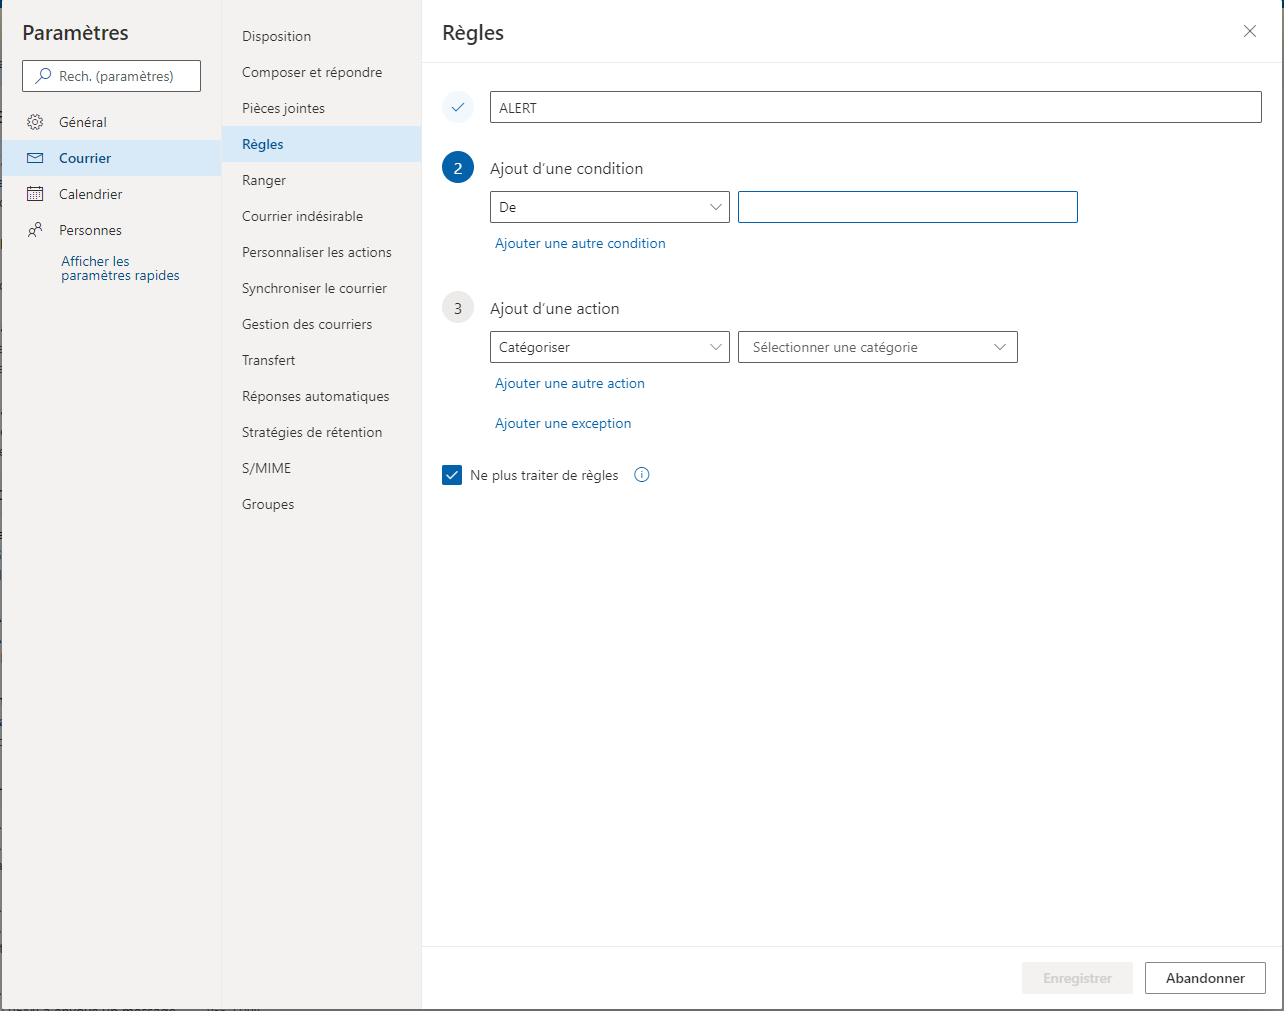 Paramètres
Rech. (paramètres)
Général
Courrier
Calendrier
Personnes
Afficher les
paramètres rapides
Disposition
Composer et répondre
Pièces jointes
Règles
Ranger
Courrier indésirable
Personnaliser les actions
Synchroniser le courrier
Gestion des courriers
Transfert
Réponses automatiques
Stratégies de rétention
S/MIME
Groupes
Règles
ALERT
2 Ajout d’une condition
De
Ajouter une autre condition
3 Ajout d’une action
Catégoriser Sélectionner une catégorie
Ajouter une autre action
Ajouter une exception
Ne plus traiter de règles
Enregistrer Abandonner